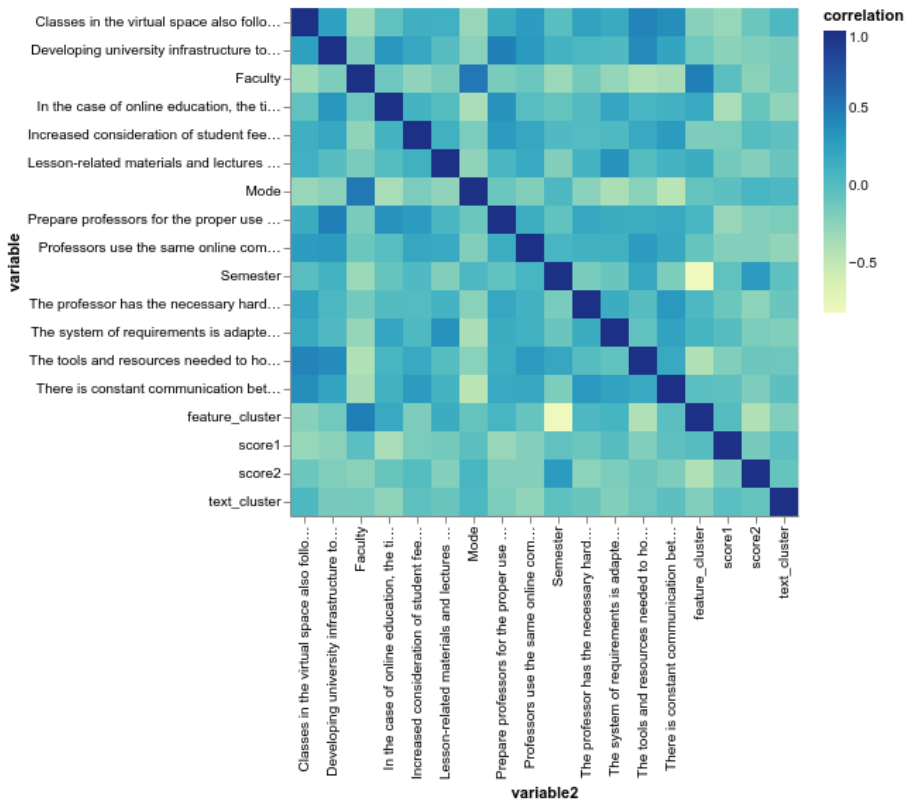 correlation
1.0
0.5
0.0
−0.5
variable
Classes in the virtual space also follo…
Developing university infrastructure to…
Faculty
In the case of online education, the ti…
Increased consideration of student fee…
Lesson-related materials and lectures …
Mode
Prepare professors for the proper use …
Professors use the same online com…
Semester
The professor has the necessary hard…
The system of requirements is adapte…
The tools and resources needed to ho…
There is constant communication bet…
feature_cluster
score1
score2
text_cluster
Classes in the virtual space also follo…
Developing university infrastructure to…
Faculty
In the case of online education, the ti…
Increased consideration of student fee…
Lesson-related materials and lectures …
Mode
Prepare professors for the proper use …
Professors use the same online com…
Semester
The professor has the necessary hard…
The system of requirements is adapte…
The tools and resources needed to ho…
There is constant communication bet…
feature_cluster
score1
score2
text_cluster
variable2